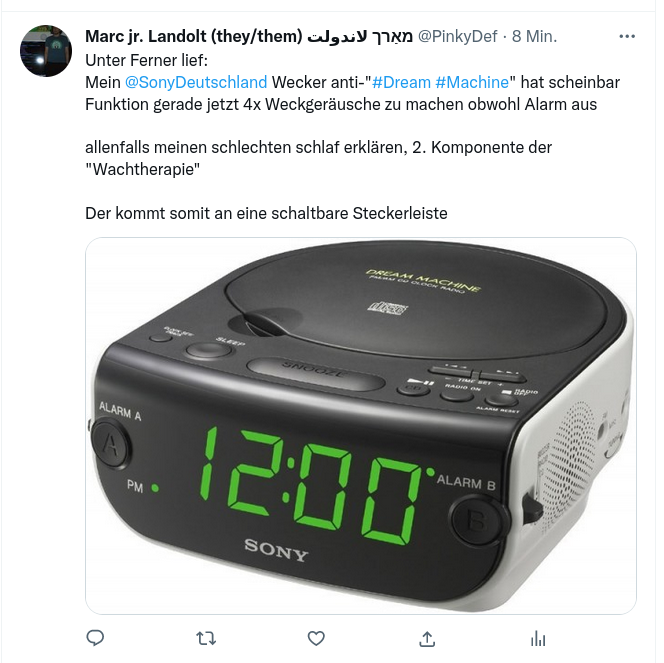 Marc jr. Landolt (they/them) מאַרך لاندولت @PinkyDef · 8 Min.
Unter Ferner lief:
Mein @SonyDeutschland Wecker anti-"#Dream #Machine" hat scheinbar
Funktion gerade jetzt 4x Weckgeräusche zu machen obwohl Alarm aus
allenfalls meinen schlechten schlaf erklären, 2. Komponente der
"Wachtherapie"
Der kommt somit an eine schaltbare Steckerleiste
DREAM MACHINE
FM/AM CD CLOCK RADIO
SLEEP
SNOOZE
TIME SET
RADIO ON
ALARM RESET
ALARM A
A
PM
12:00
ALARM B
B
SONY